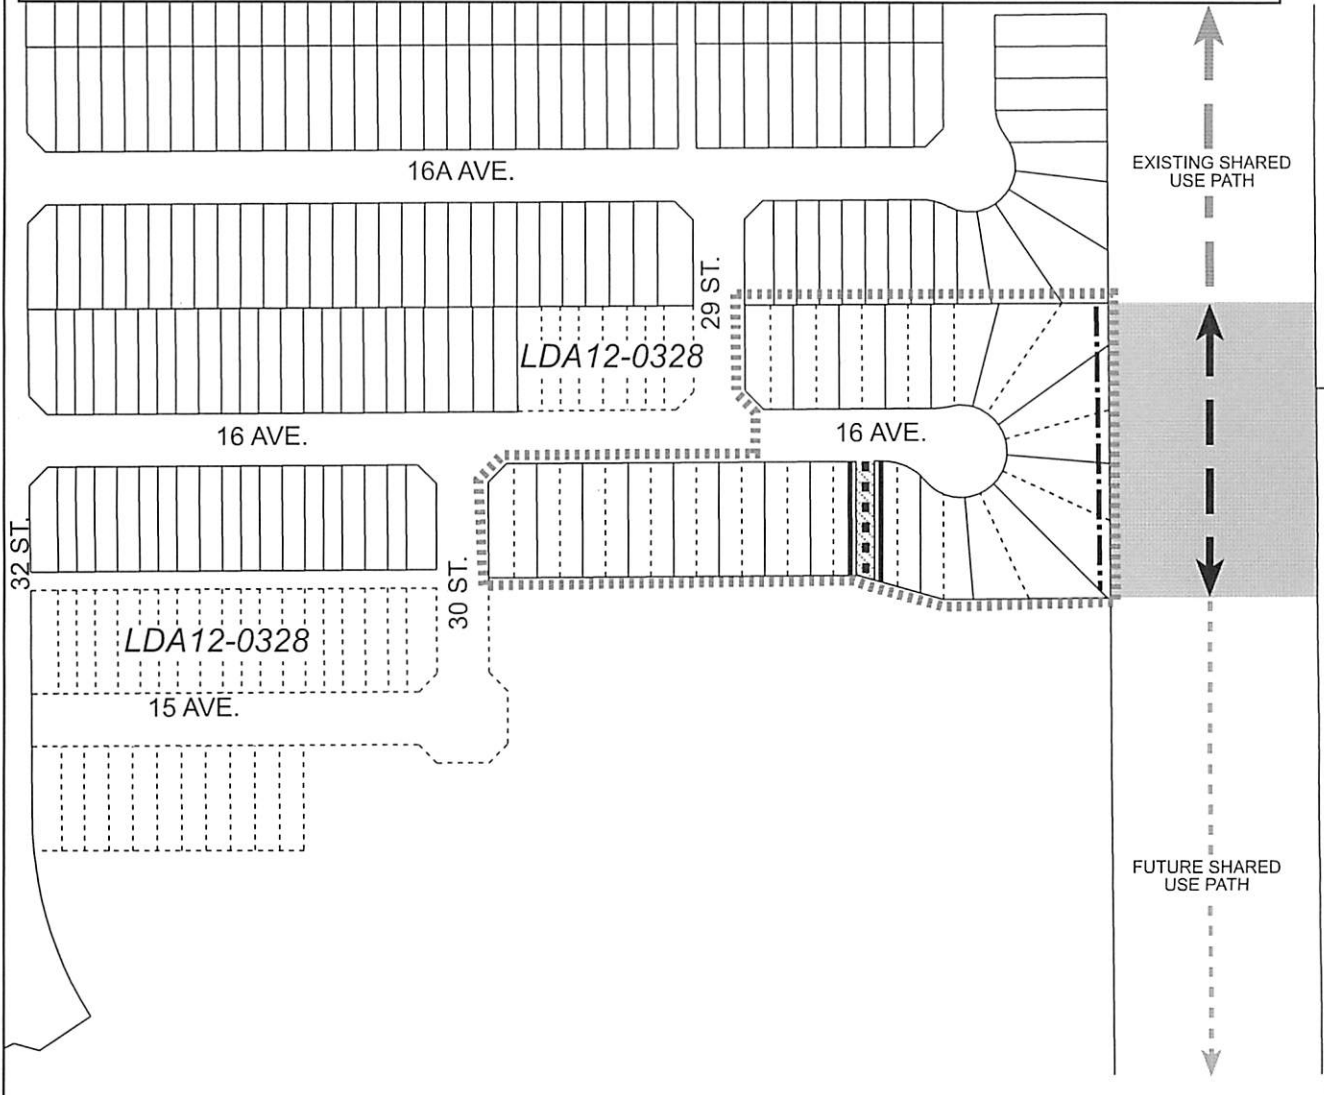 16A AVE.
EXISTING SHARED
USE PATH
29 ST.
LDA12-0328
16 AVE.
16 AVE.
32 ST.
30 ST.
LDA12-0328
15 AVE.
FUTURE SHARED
USE PATH